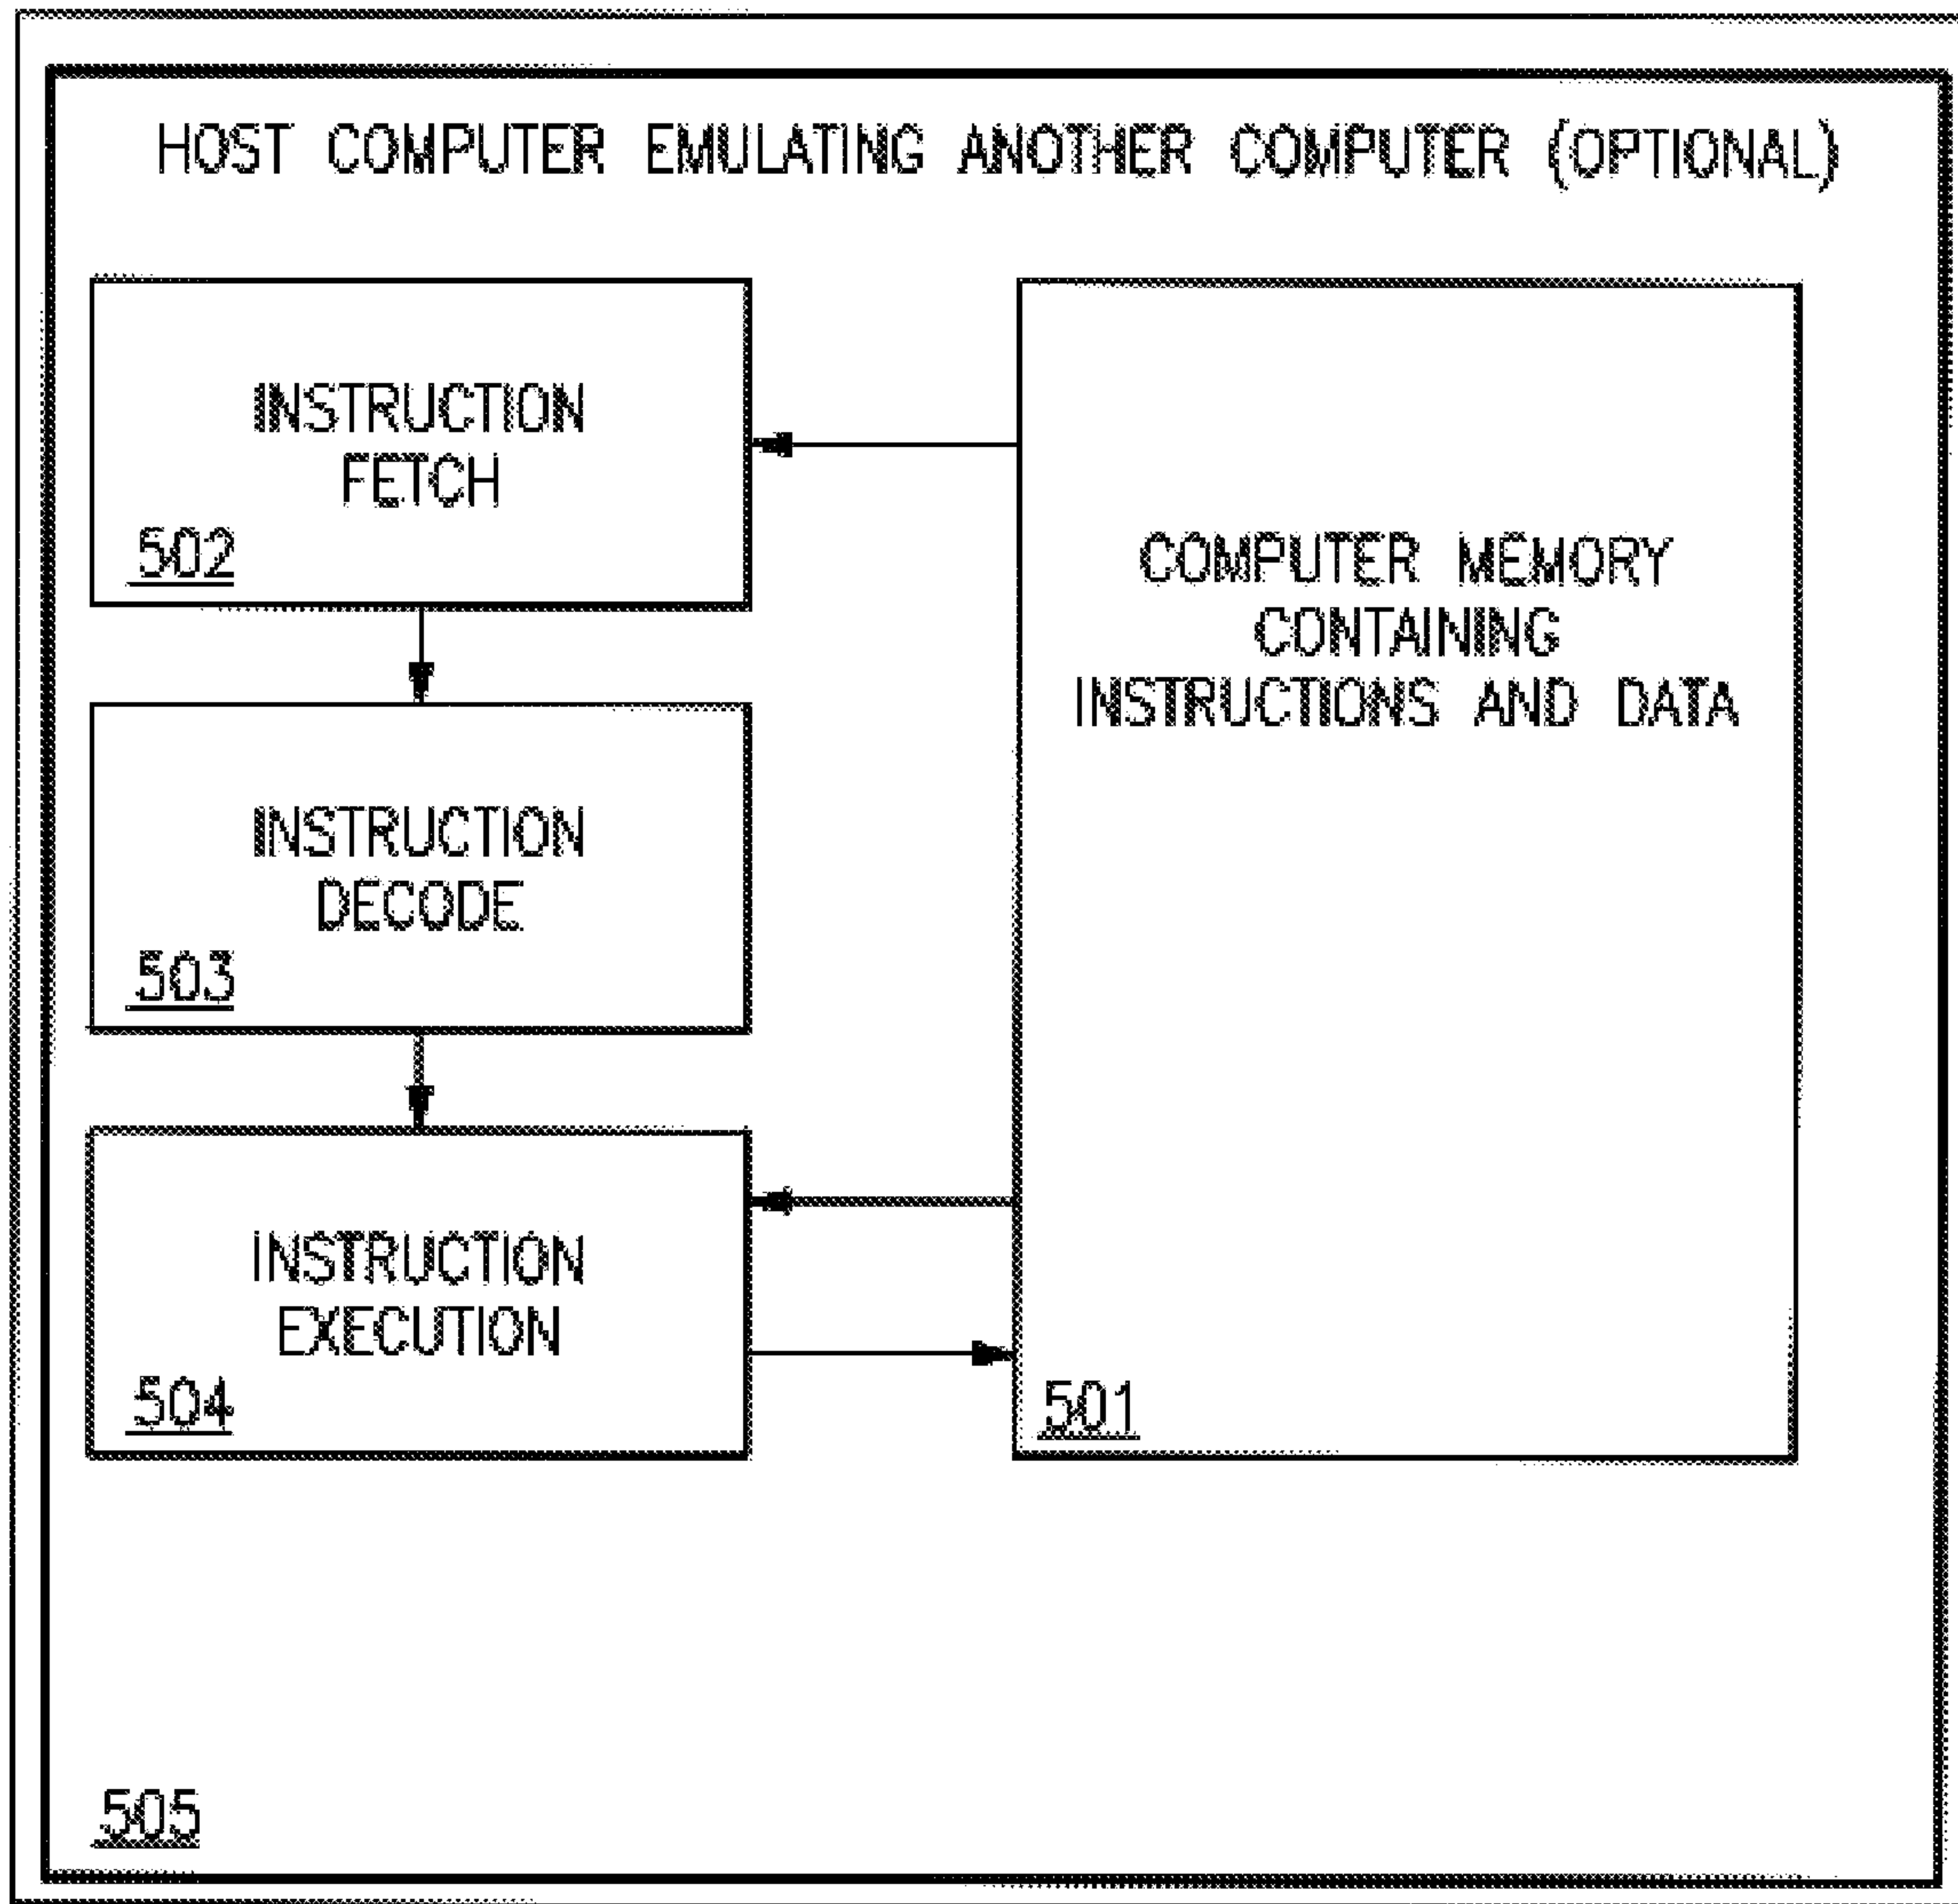 HOST COMPUTER EMULATING ANOTHER COMPUTER (OPTIONAL)
INSTRUCTION
FETCH
502
COMPUTER MEMORY
CONTAINING
INSTRUCTIONS AND DATA
INSTRUCTION
DECODE
503
INSTRUCTION
EXECUTION
504
501
505